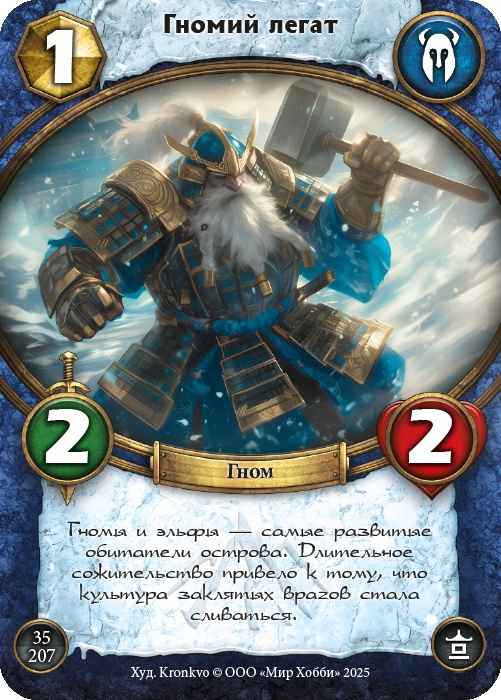 Гномий легат
1
2
2
Гном
Гномы и эльфы — самые развитые
обитатели острова. Длительное
сожительство привело к тому, что
культура заклятых врагов стала
сливаться.
35
207
Худ. Kronkvo © ООО «Мир Хобби» 2025